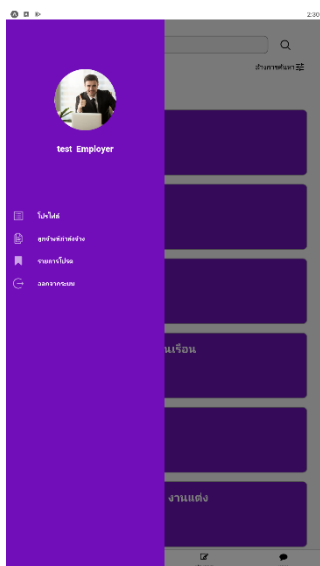 2:30
ล้างการค้นหา
test Employer
โปรไฟล์
ลูกจ้างที่กำลังจ้าง
รายการโปรด
ออกจากระบบ
นเรือน
งานแต่ง